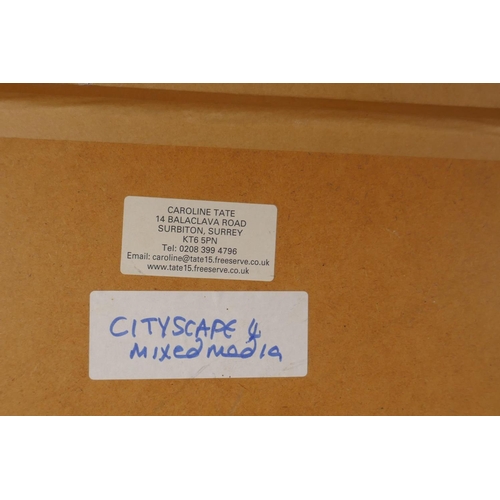 CAROLINE TATE
14 BALACLAVA ROAD
SURBITON, SURREY
KT6 5PN
Tel: 0208 399 4796
Email: caroline@tate15.freeserve.co.uk
www.tate15.freeserve.co.uk
CITYSCAPE 4
Mixed media